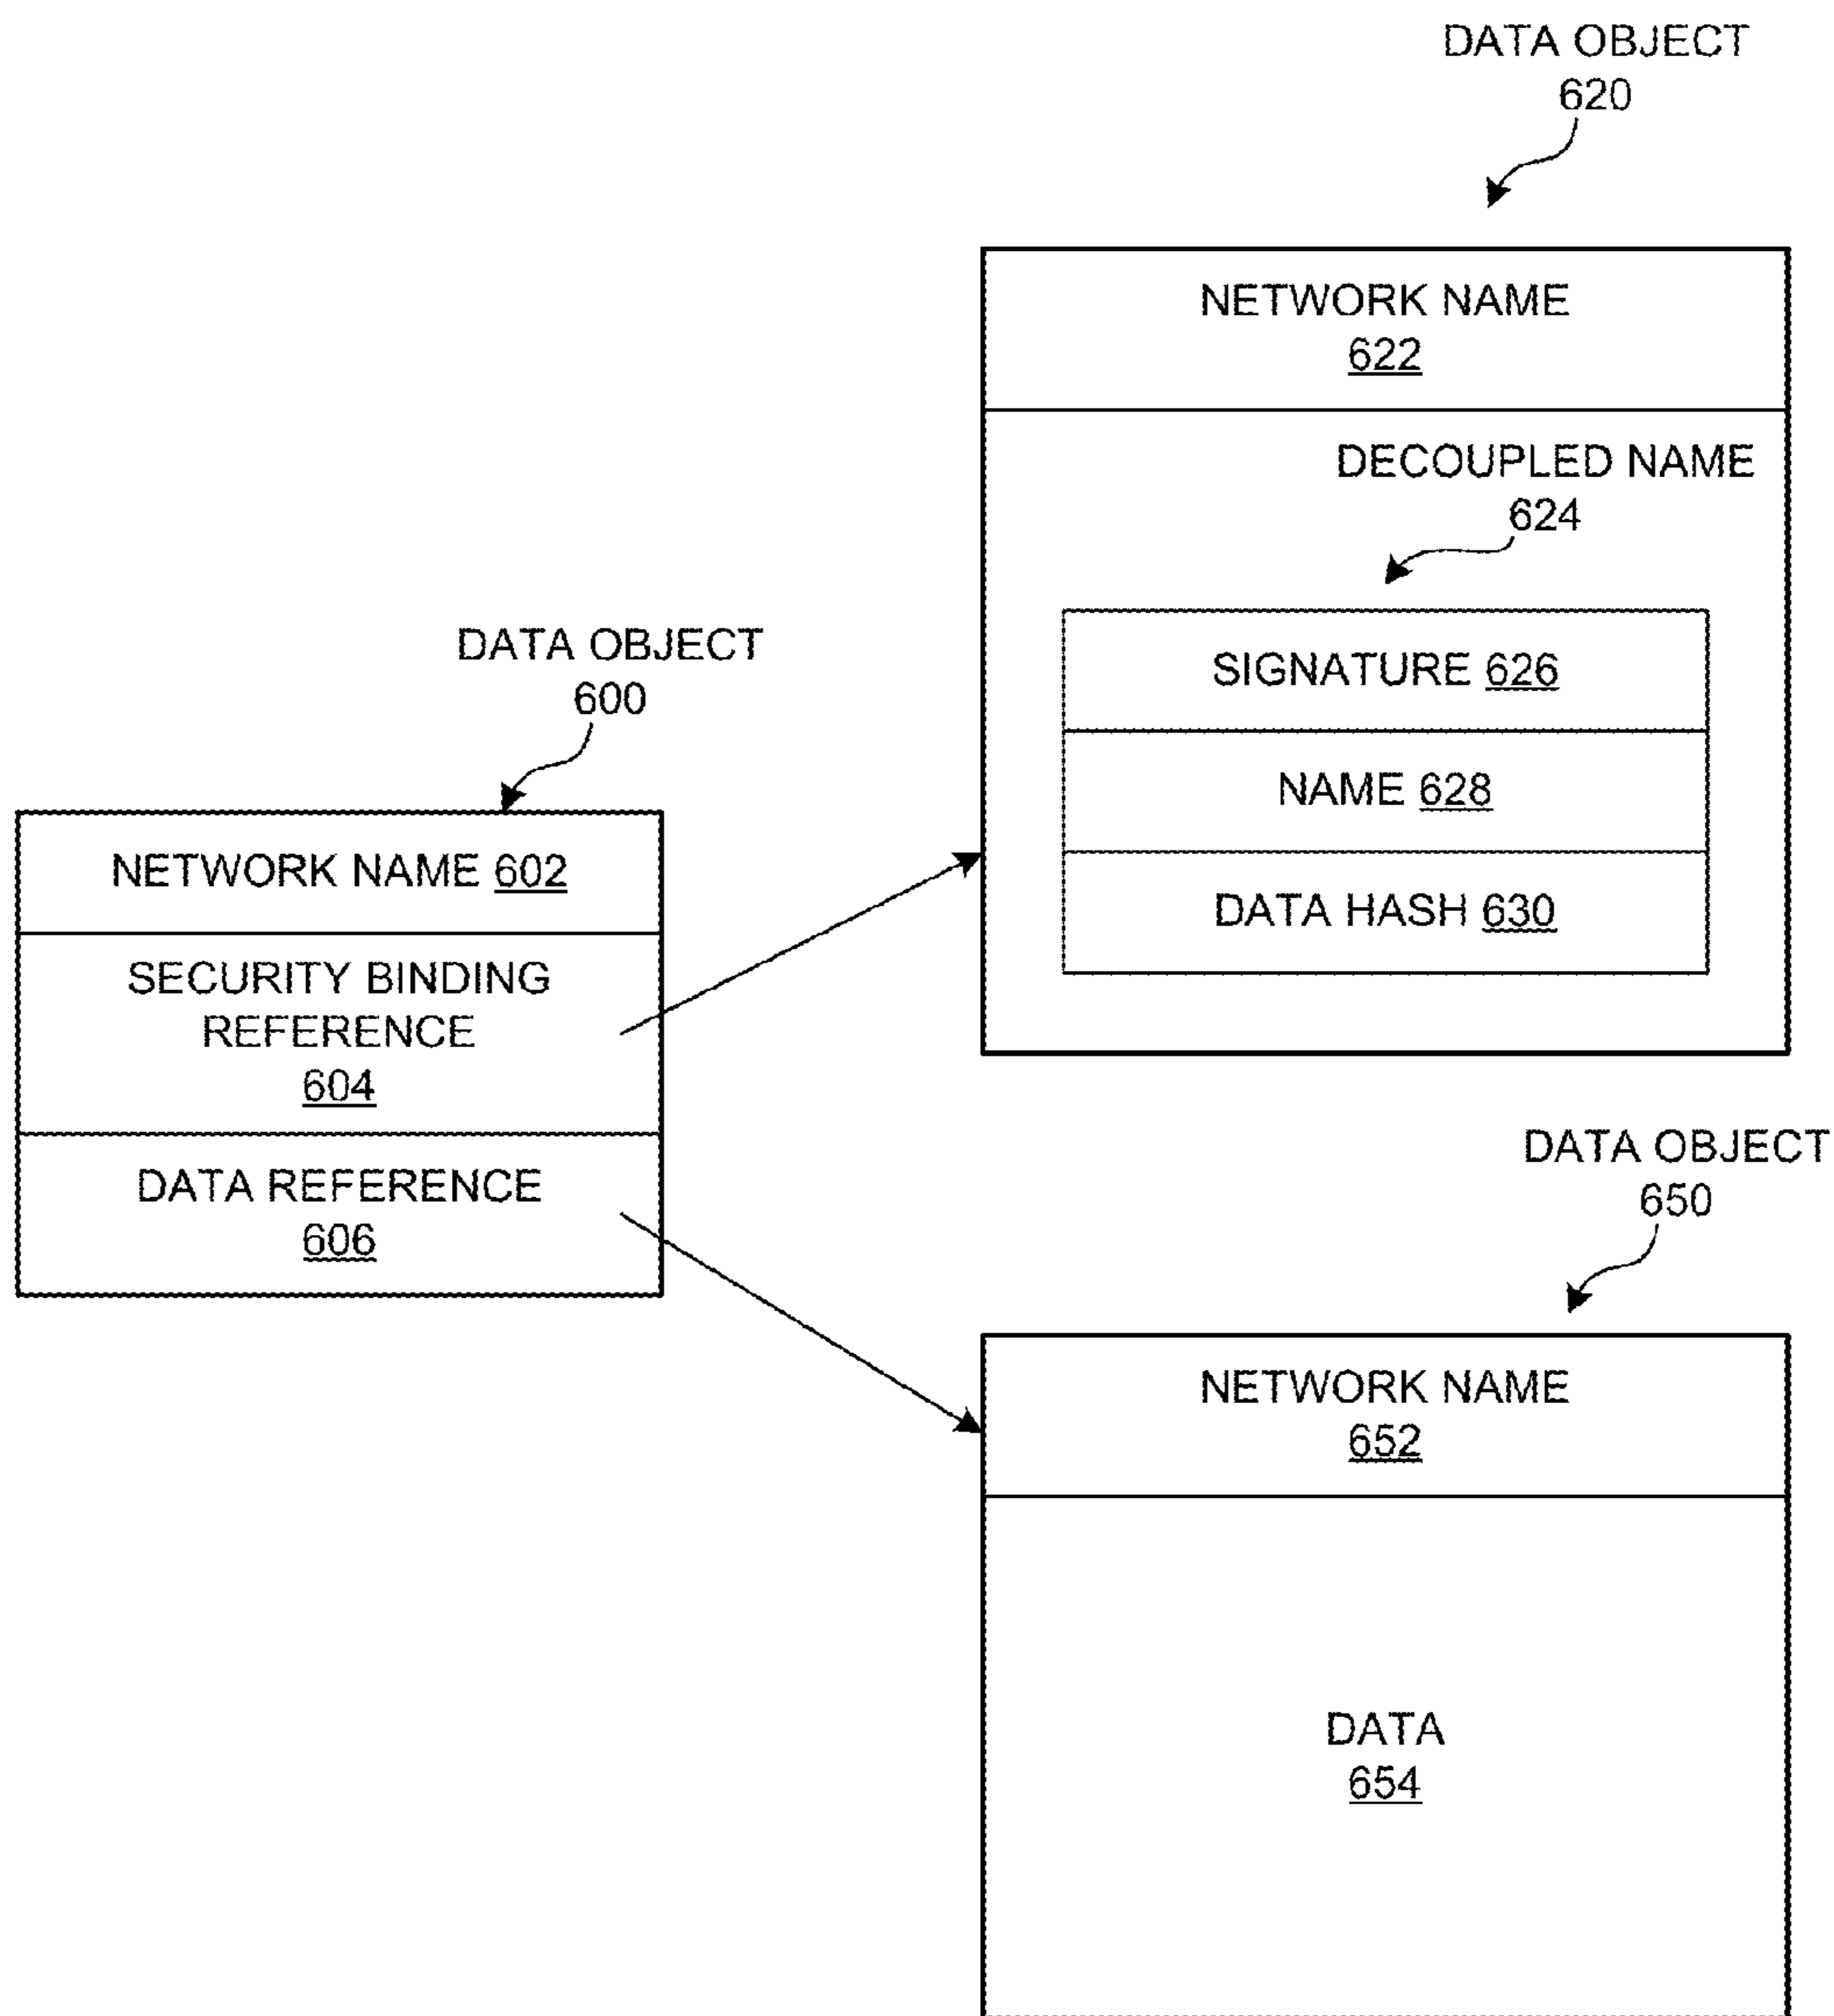 DATA OBJECT
620
NETWORK NAME
622
DECOUPLED NAME
624
SIGNATURE 626
NAME 628
DATA HASH 630
DATA OBJECT
600
NETWORK NAME 602
SECURITY BINDING
REFERENCE
604
DATA REFERENCE
606
DATA OBJECT
650
NETWORK NAME
652
DATA
654